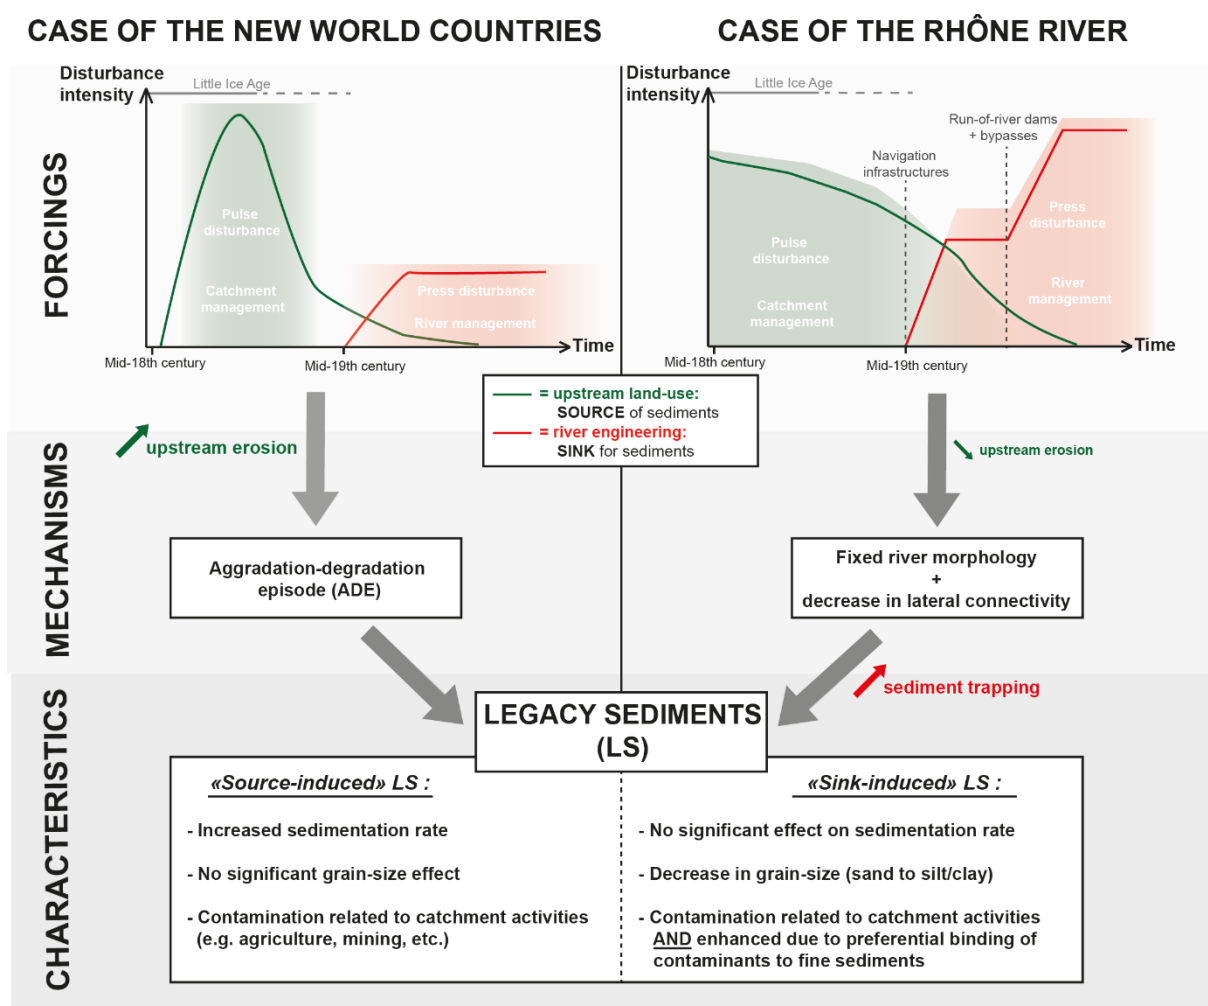 CASE OF THE NEW WORLD COUNTRIES
CASE OF THE RHÔNE RIVER
FORCINGS
Disturbance
intensity
Little Ice Age
Pulse
disturbance
Catchment
management
Press disturbance
River management
Time
Mid-18th century
Mid-19th century
Disturbance
intensity
Little Ice Age
Run-of-river dams
+ bypasses
Navigation
infrastructures
Pulse
disturbance
Catchment
management
Press
disturbance
River
management
Time
Mid-18th century
Mid-19th century
= upstream land-use:
SOURCE of sediments
= river engineering:
SINK for sediments
MECHANISMS
upstream erosion
upstream erosion
Aggradation-degradation
episode (ADE)
Fixed river morphology
+
decrease in lateral connectivity
sediment trapping
CHARACTERISTICS
LEGACY SEDIMENTS
(LS)
«Source-induced» LS :
- Increased sedimentation rate
- No significant grain-size effect
- Contamination related to catchment activities
(e.g. agriculture, mining, etc.)
«Sink-induced» LS :
- No significant effect on sedimentation rate
- Decrease in grain-size (sand to silt/clay)
- Contamination related to catchment activities
AND enhanced due to preferential binding of
contaminants to fine sediments